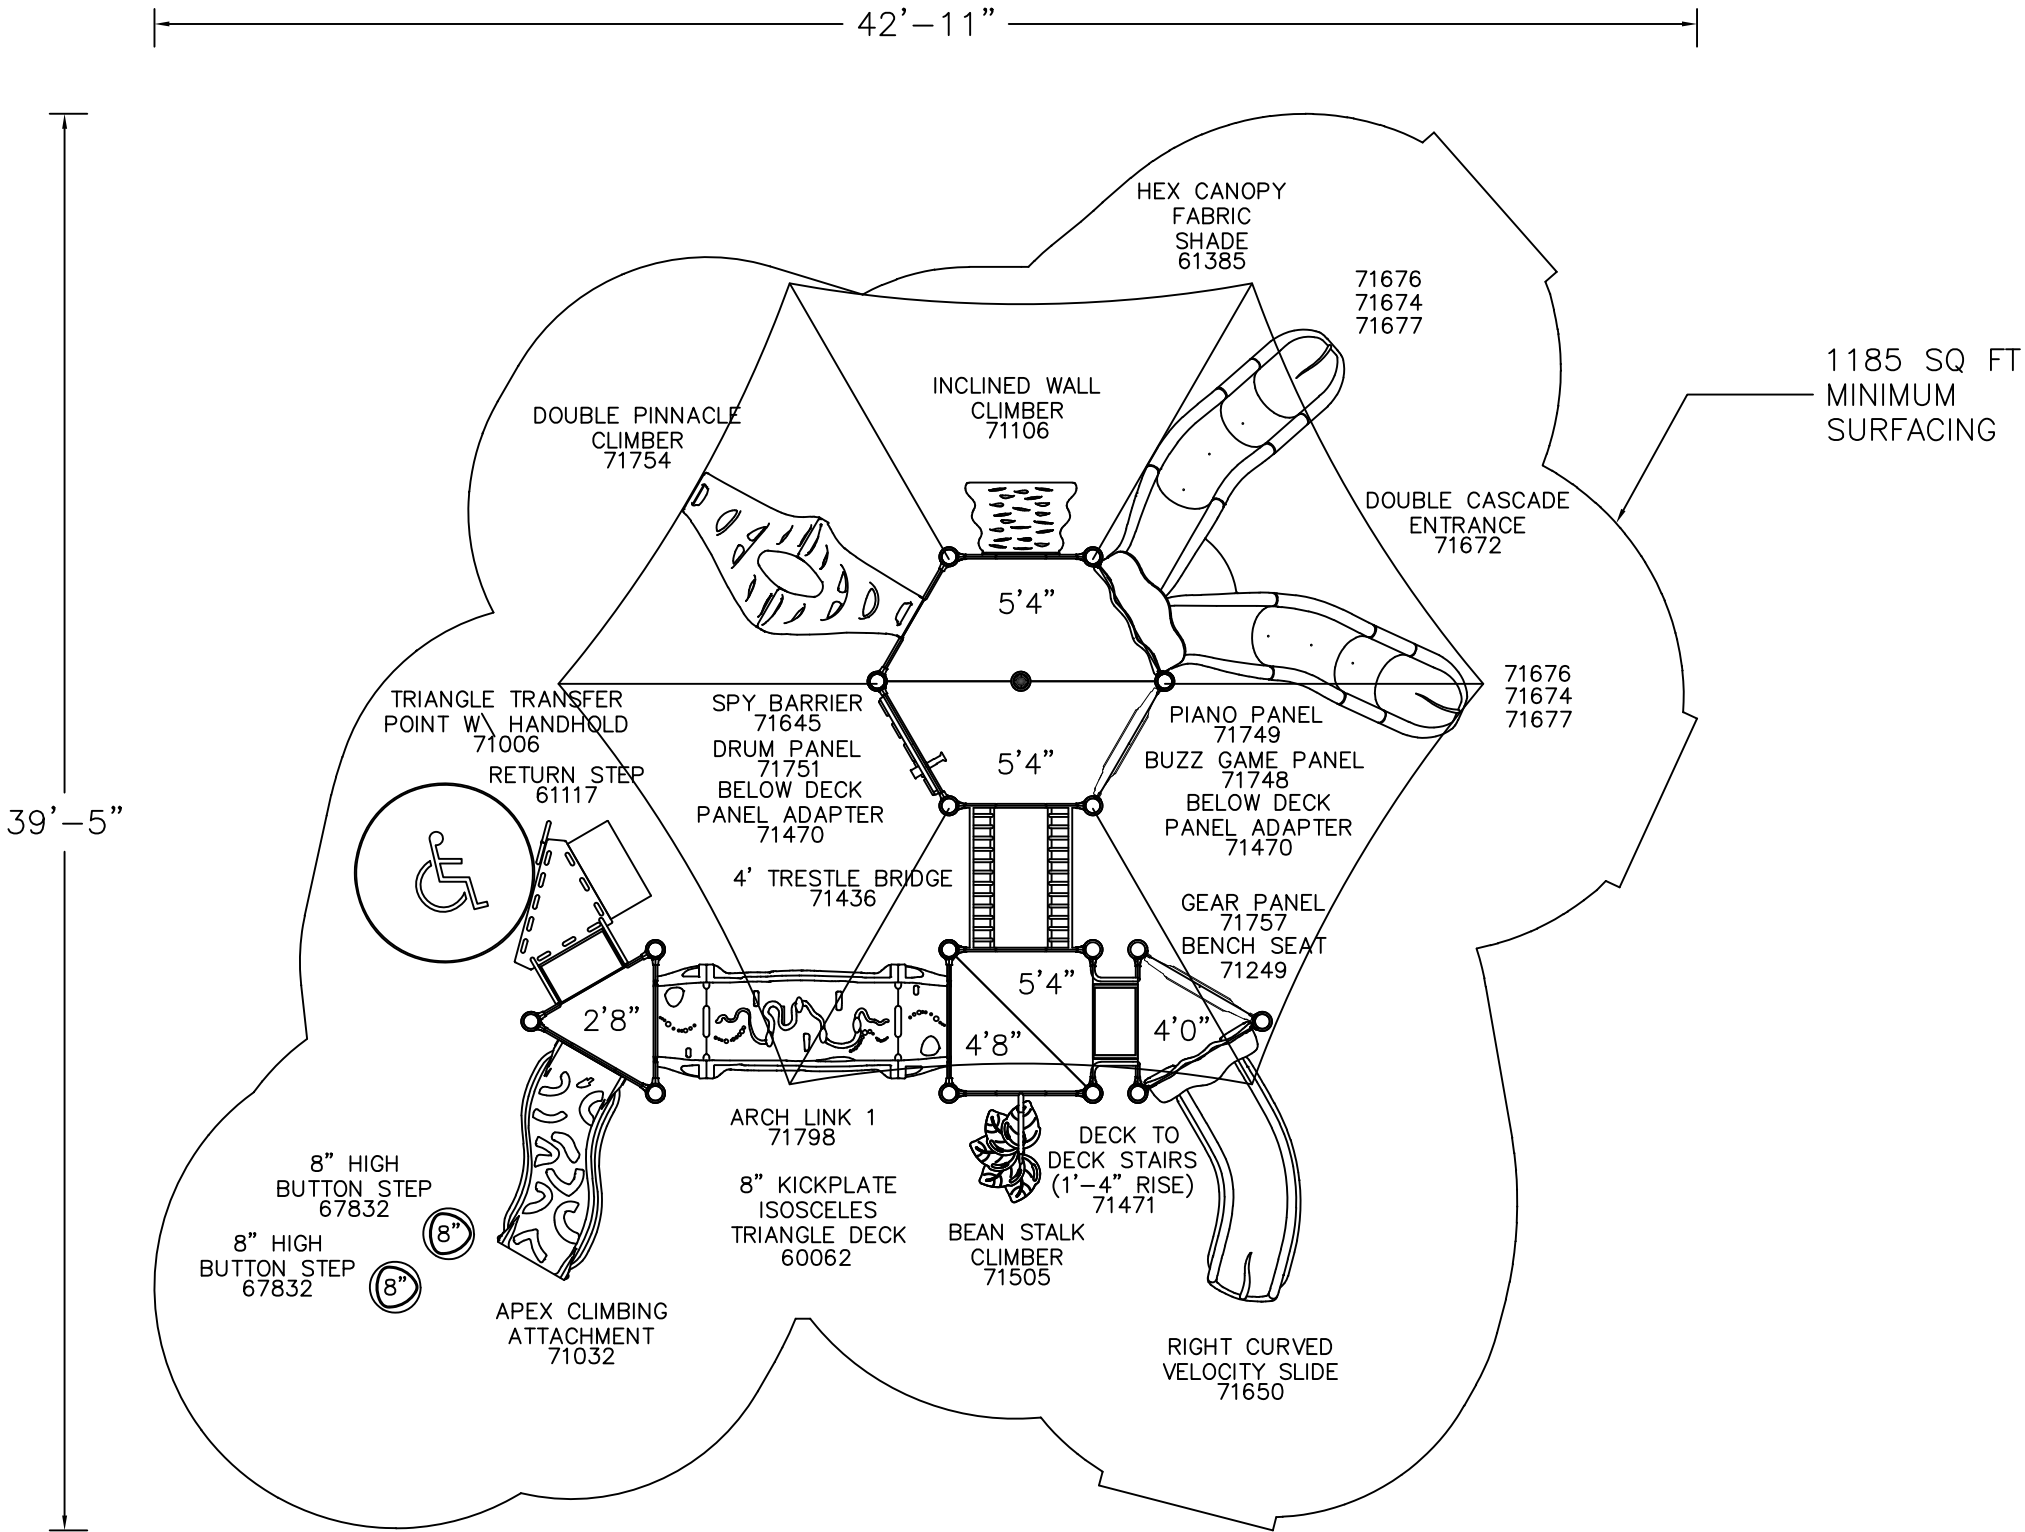 42'-11"
HEX CANOPY
FABRIC
SHADE
61385
71676
71674
71677
1185 SQ FT
MINIMUM
SURFACING
INCLINED WALL
CLIMBER
71106
DOUBLE PINNACLE
CLIMBER
71754
DOUBLE CASCADE
ENTRANCE
71672
5'4"
71676
71674
71677
TRIANGLE TRANSFER
POINT W\ HANDHOLD
71006
RETURN STEP
61117
SPY BARRIER
71645
DRUM PANEL
71751
BELOW DECK
PANEL ADAPTER
71470
5'4"
PIANO PANEL
71749
BUZZ GAME PANEL
71748
BELOW DECK
PANEL ADAPTER
71470
39'-5"
4' TRESTLE BRIDGE
71436
GEAR PANEL
71757
BENCH SEAT
71249
2'8"
5'4"
4'8"
4'0"
ARCH LINK 1
71798
DECK TO
DECK STAIRS
(1'-4" RISE)
71471
8" HIGH
BUTTON STEP
67832
8"
8" HIGH
BUTTON STEP
67832
8"
8" KICKPLATE
ISOSCELES
TRIANGLE DECK
60062
BEAN STALK
CLIMBER
71505
APEX CLIMBING
ATTACHMENT
71032
RIGHT CURVED
VELOCITY SLIDE
71650